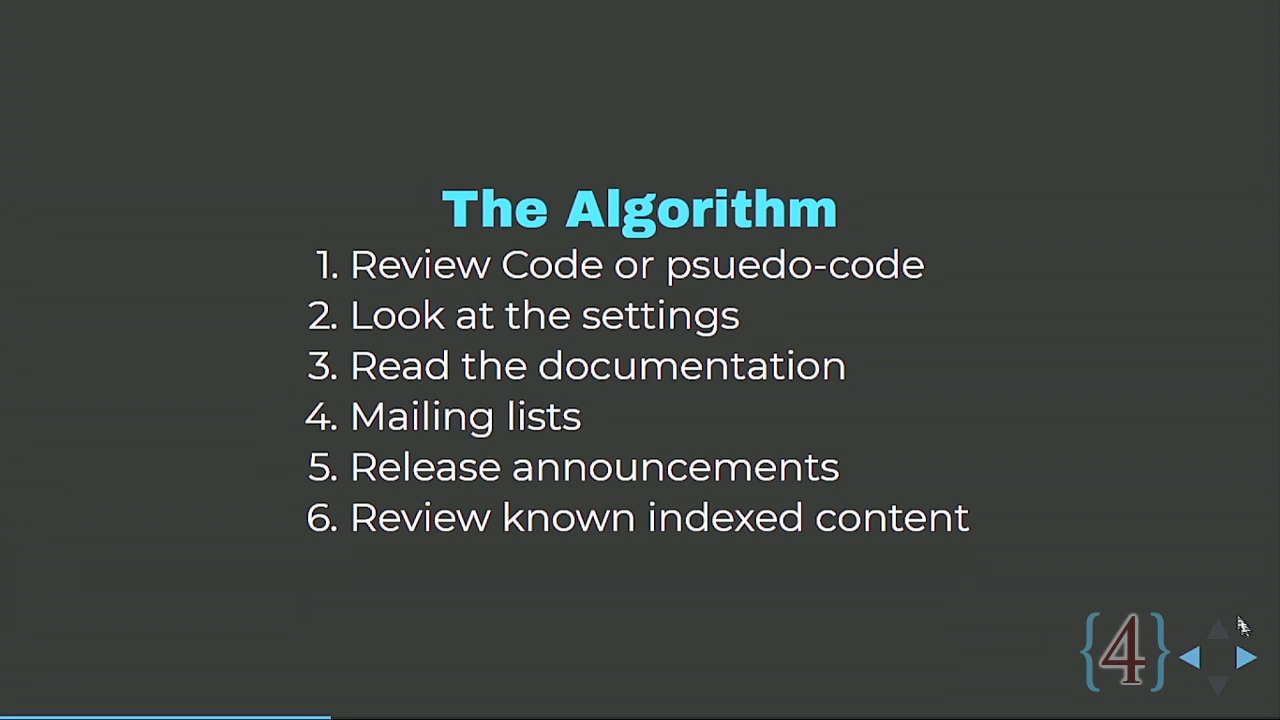 The Algorithm
1. Review Code or psuedo-code
2. Look at the settings
3. Read the documentation
4. Mailing lists
5. Release announcements
6. Review known indexed content
{4}